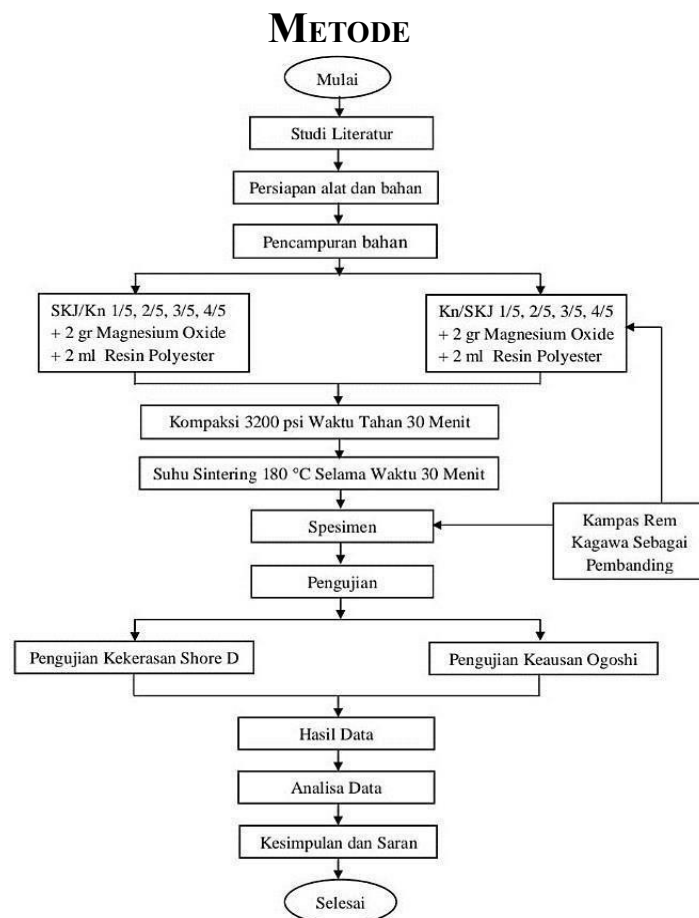 METODE
Mulai
Studi Literatur
Persiapan alat dan bahan
Pencampuran bahan
SKJ/Kn 1/5, 2/5, 3/5, 4/5
+ 2 gr Magnesium Oxide
+ 2 ml Resin Polyester
Kn/SKJ 1/5, 2/5, 3/5, 4/5
+ 2 gr Magnesium Oxide
+ 2 ml Resin Polyester
Kompaksi 3200 psi Waktu Tahan 30 Menit
Suhu Sintering 180 °C Selama Waktu 30 Menit
Spesimen
Kampas Rem
Kagawa Sebagai
Pembanding
Pengujian
Pengujian Kekerasan Shore D
Pengujian Keausan Ogoshi
Hasil Data
Analisa Data
Kesimpulan dan Saran
Selesai